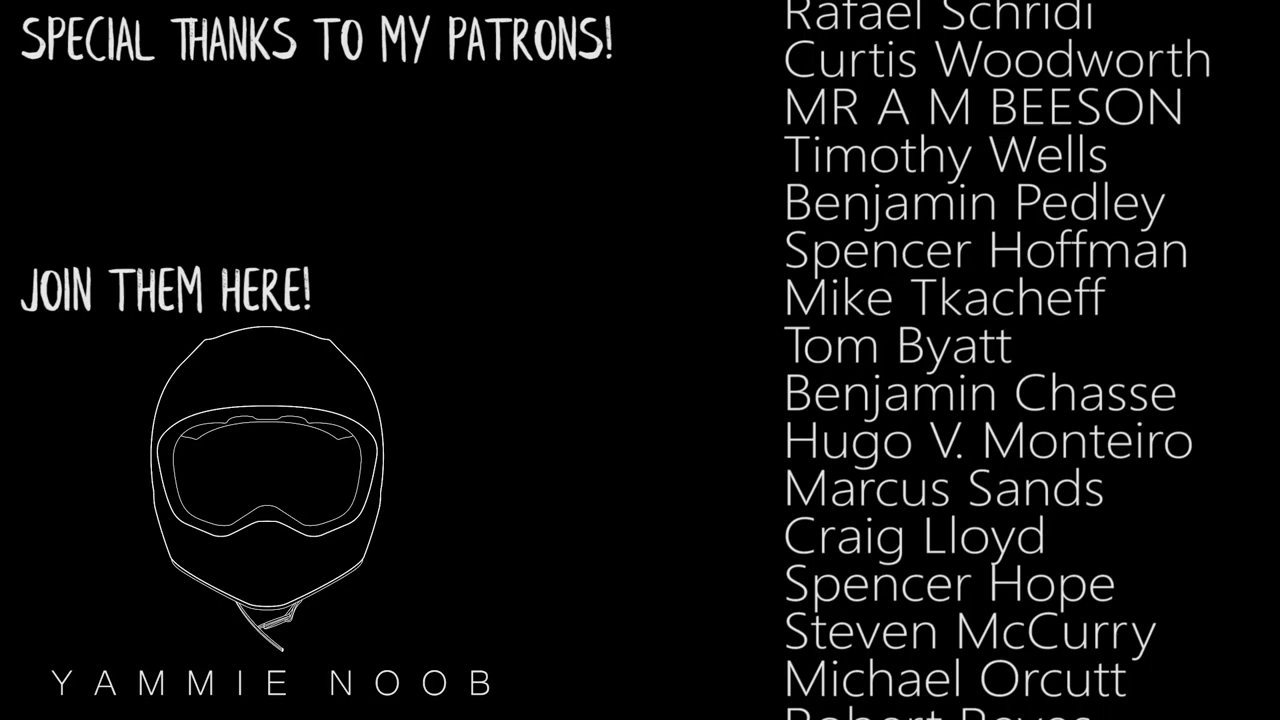 SPECIAL THANKS TO MY PATRONS!
JOIN THEM HERE!
YAMMIE NOOB
Rafael Schridi
Curtis Woodworth
MR A M BEESON
Timothy Wells
Benjamin Pedley
Spencer Hoffman
Mike Tkacheff
Tom Byatt
Benjamin Chasse
Hugo V. Monteiro
Marcus Sands
Craig Lloyd
Spencer Hope
Steven McCurry
Michael Orcutt
Robert Reyes